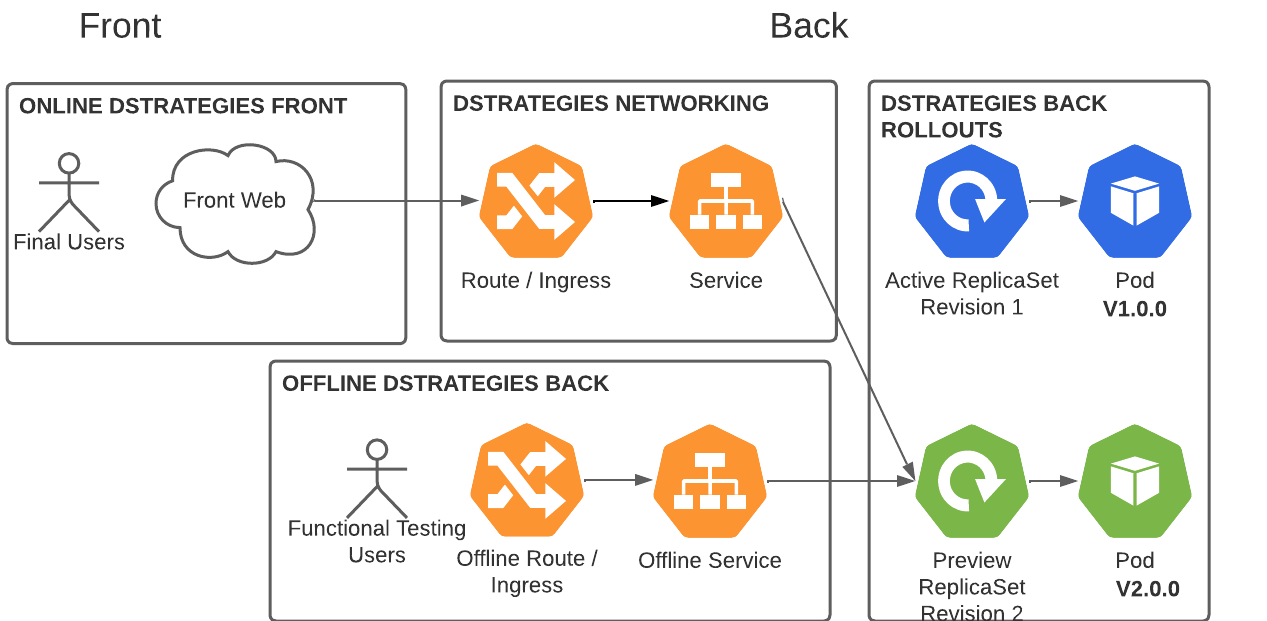 Front
Back
ONLINE DSTRATEGIES FRONT
Front Web
Final Users
DSTRATEGIES NETWORKING
Route / Ingress
Service
DSTRATEGIES BACK
ROLLOUTS
Active ReplicaSet
Revision 1
Pod
V1.0.0
OFFLINE DSTRATEGIES BACK
Functional Testing
Users
Offline Route /
Ingress
Offline Service
Preview
ReplicaSet
Revision 2
Pod
V2.0.0